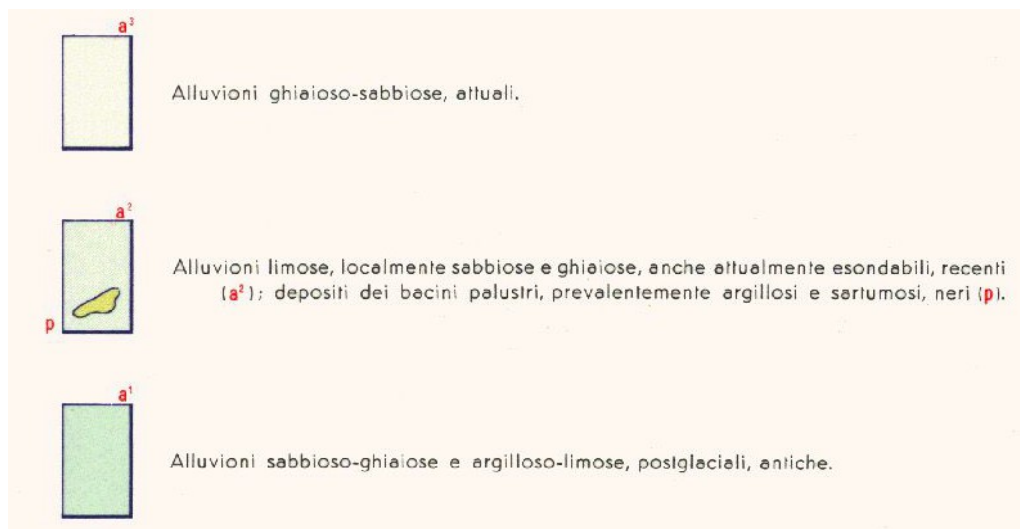 a³
Alluvioni ghiaioso-sabbiose, attuali.
a²
Alluvioni limose, localmente sabbiose e ghiaiose, anche attualmente esondabili, recenti
(a²); depositi dei bacini palustri, prevalentemente argillosi e sartumosi, neri (p).
p
a¹
Alluvioni sabbioso-ghiaiose e argilloso-limose, postglaciali, antiche.